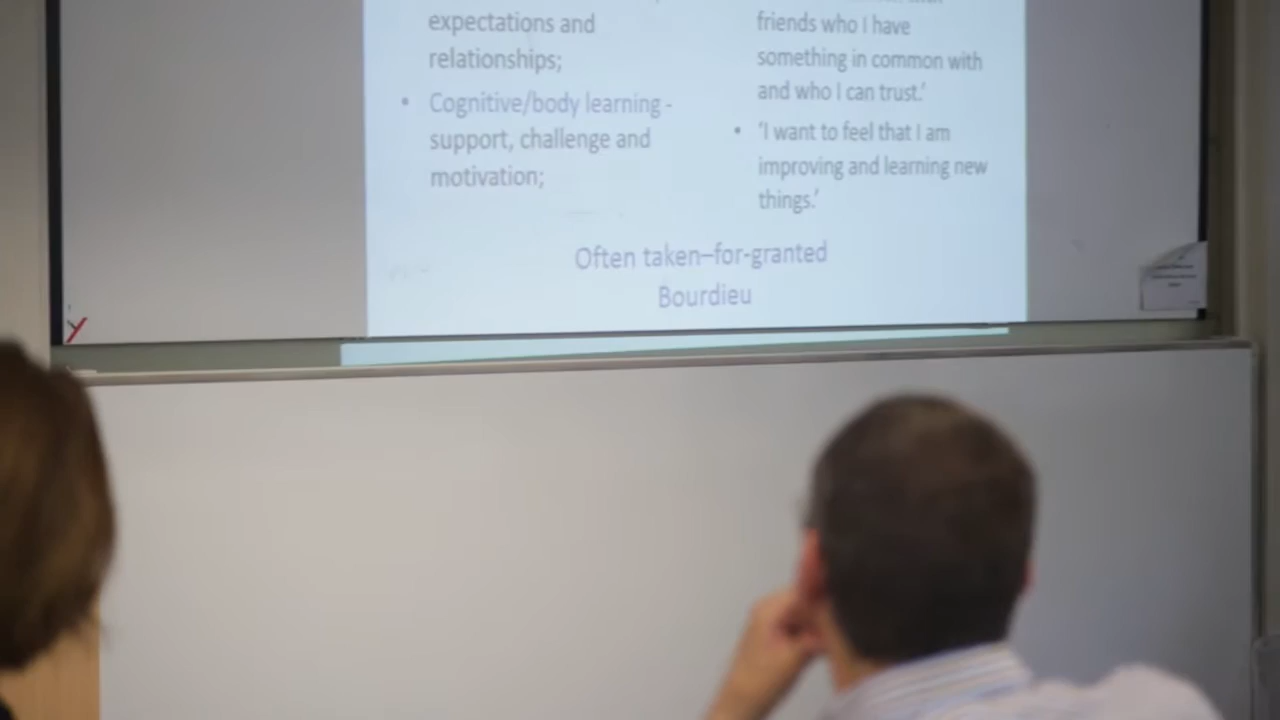 expectations and
relationships;
• Cognitive/body learning -
support, challenge and
motivation;
friends who I have
something in common with
and who I can trust.’
• ‘I want to feel that I am
improving and learning new
things.’
Often taken–for-granted
Bourdieu